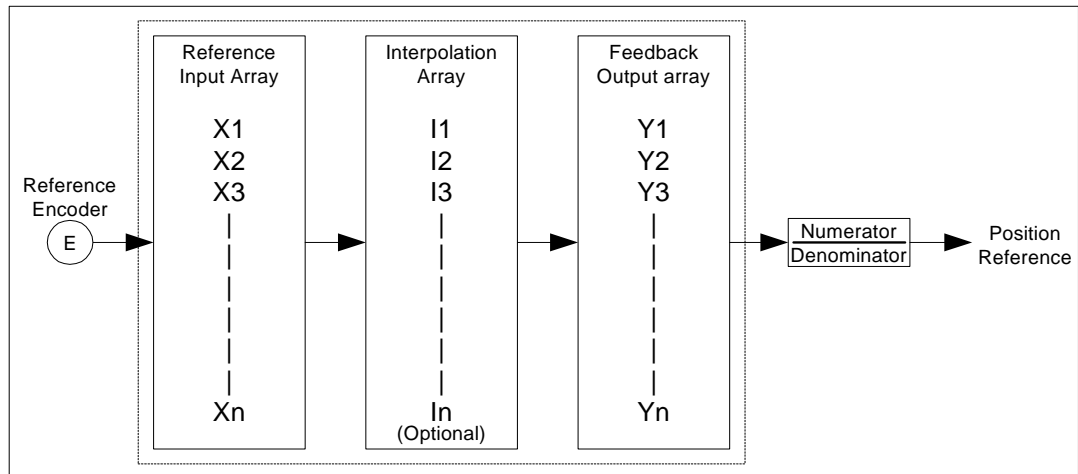 Reference
Encoder
E
Reference
Input Array
X1
X2
X3
Xn
Interpolation
Array
I1
I2
I3
In
(Optional)
Feedback
Output array
Y1
Y2
Y3
Yn
Numerator
Denominator
Position
Reference